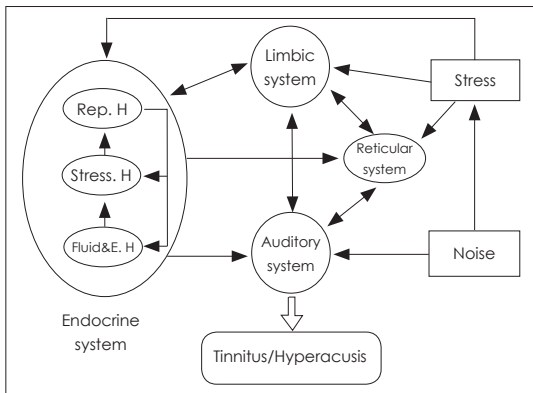 Limbic
system
Stress
Rep. H
Reticular
system
Stress. H
Fluid&E. H
Auditory
system
Noise
Endocrine
system
Tinnitus/Hyperacusis